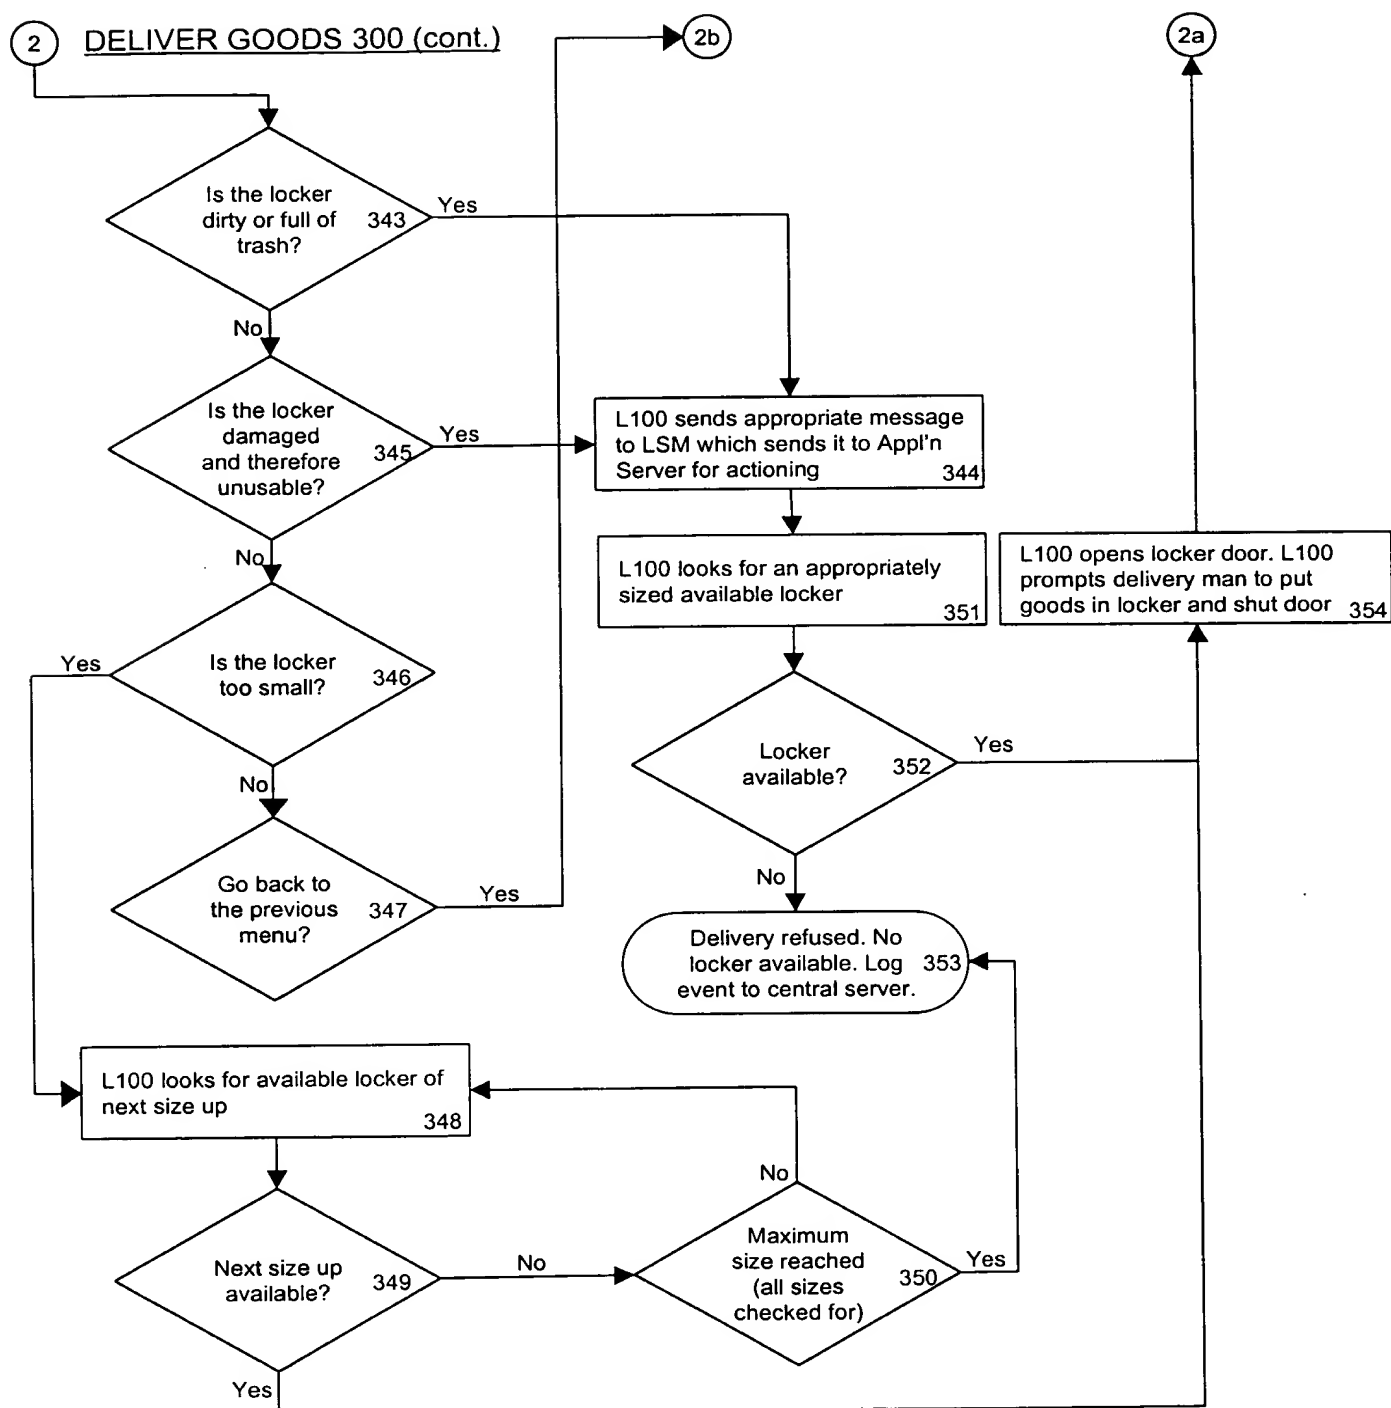 2 DELIVER GOODS 300 (cont.)
2b
2a
Is the locker
dirty or full of
trash?
343
Yes
No
Is the locker
damaged
and therefore
unusable?
345
Yes
No
L100 sends appropriate message
to LSM which sends it to Appl'n
Server for actioning
344
L100 looks for an appropriately
sized available locker
351
L100 opens locker door. L100
prompts delivery man to put
goods in locker and shut door
354
Is the locker
too small?
346
Yes
No
Locker
available?
352
Yes
No
Go back to
the previous
menu?
347
Yes
Delivery refused. No
locker available. Log
event to central server.
353
L100 looks for available locker of
next size up
348
Next size up
available?
349
No
Yes
Maximum
size reached
(all sizes
checked for)
350
No
Yes